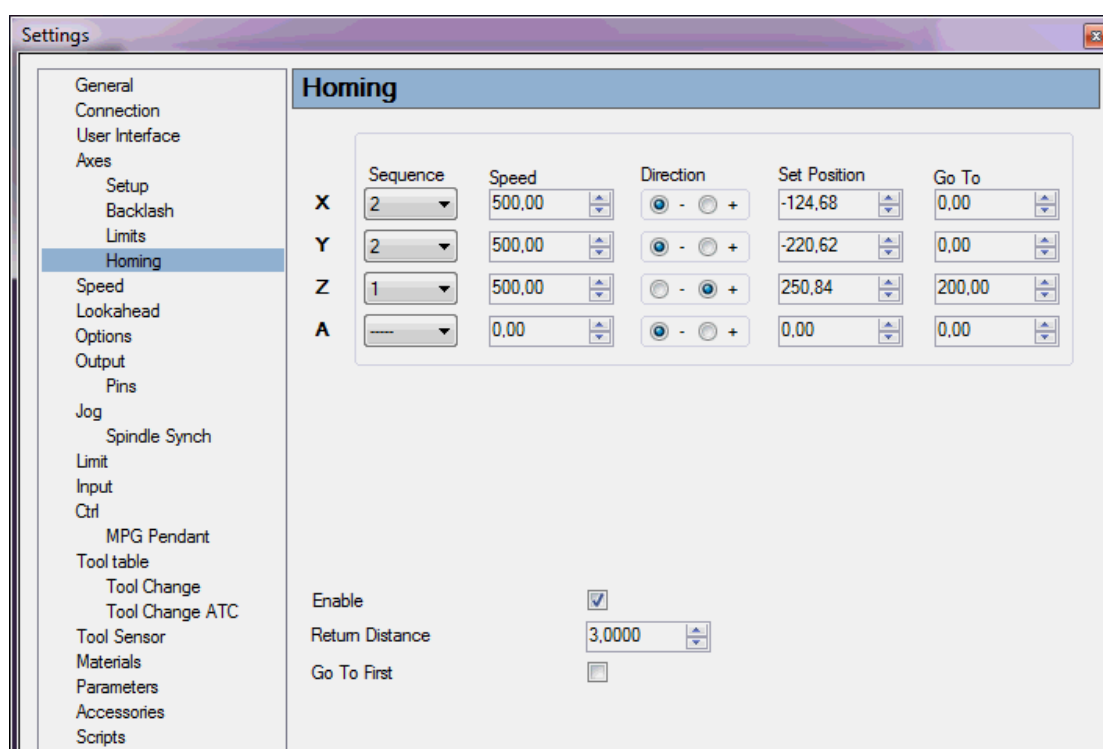 Settings
General
Connection
User Interface
Axes
Setup
Backlash
Limits
Homing
Speed
Lookahead
Options
Output
Pins
Jog
Spindle Synch
Limit
Input
Ctrl
MPG Pendant
Tool table
Tool Change
Tool Change ATC
Tool Sensor
Materials
Parameters
Accessories
Scripts
Homing
Sequence Speed Direction Set Position Go To
X 2 500,00 - + -124,68 0,00
Y 2 500,00 - + -220,62 0,00
Z 1 500,00 - + 250,84 200,00
A ----- 0,00 - + 0,00 0,00
Enable
Return Distance 3,0000
Go To First